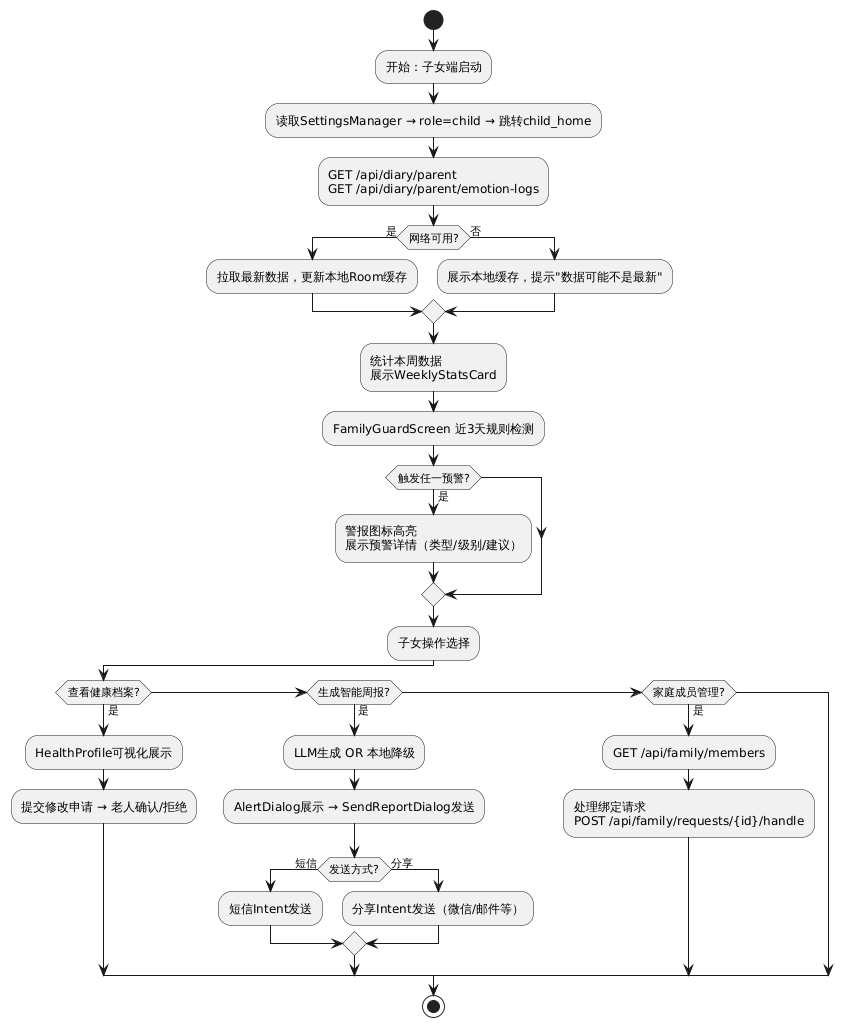 开始：子女端启动
读取SettingsManager → role=child → 跳转child_home
GET /api/diary/parent
GET /api/diary/parent/emotion-logs
是
网络可用?
否
拉取最新数据，更新本地Room缓存
展示本地缓存，提示"数据可能不是最新"
统计本周数据
展示WeeklyStatsCard
FamilyGuardScreen 近3天规则检测
触发任一预警?
是
警报图标高亮
展示预警详情（类型/级别/建议）
子女操作选择
查看健康档案?
是
HealthProfile可视化展示
提交修改申请 → 老人确认/拒绝
生成智能周报?
是
LLM生成 OR 本地降级
AlertDialog展示 → SendReportDialog发送
短信
发送方式?
分享
短信Intent发送
分享Intent发送（微信/邮件等）
家庭成员管理?
是
GET /api/family/members
处理绑定请求
POST /api/family/requests/{id}/handle